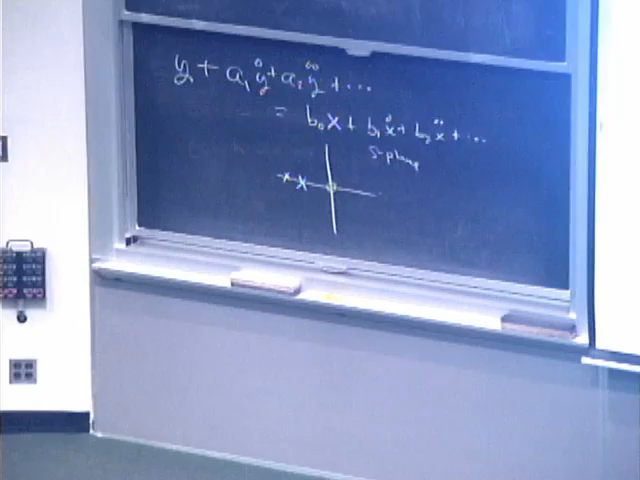 y + a₁ẏ + a₂ÿ + ...
= b₀x + b₁ẋ + b₂ẍ + ...
s-plane